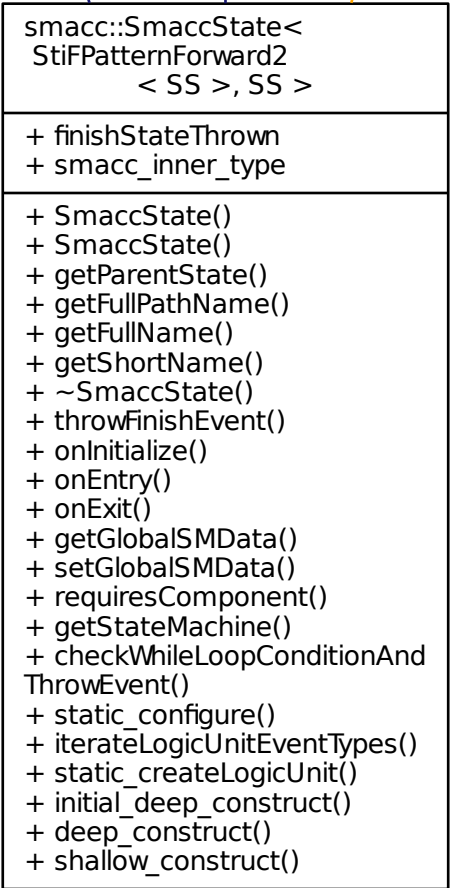 smacc::SmaccState<
StiFPatternForward2
< SS >, SS >
+ finishStateThrown
+ smacc_inner_type
+ SmaccState()
+ SmaccState()
+ getParentState()
+ getFullPathName()
+ getFullName()
+ getShortName()
+ ~SmaccState()
+ throwFinishEvent()
+ onInitialize()
+ onEntry()
+ onExit()
+ getGlobalSMData()
+ setGlobalSMData()
+ requiresComponent()
+ getStateMachine()
+ checkWhileLoopConditionAnd
ThrowEvent()
+ static_configure()
+ iterateLogicUnitEventTypes()
+ static_createLogicUnit()
+ initial_deep_construct()
+ deep_construct()
+ shallow_construct()